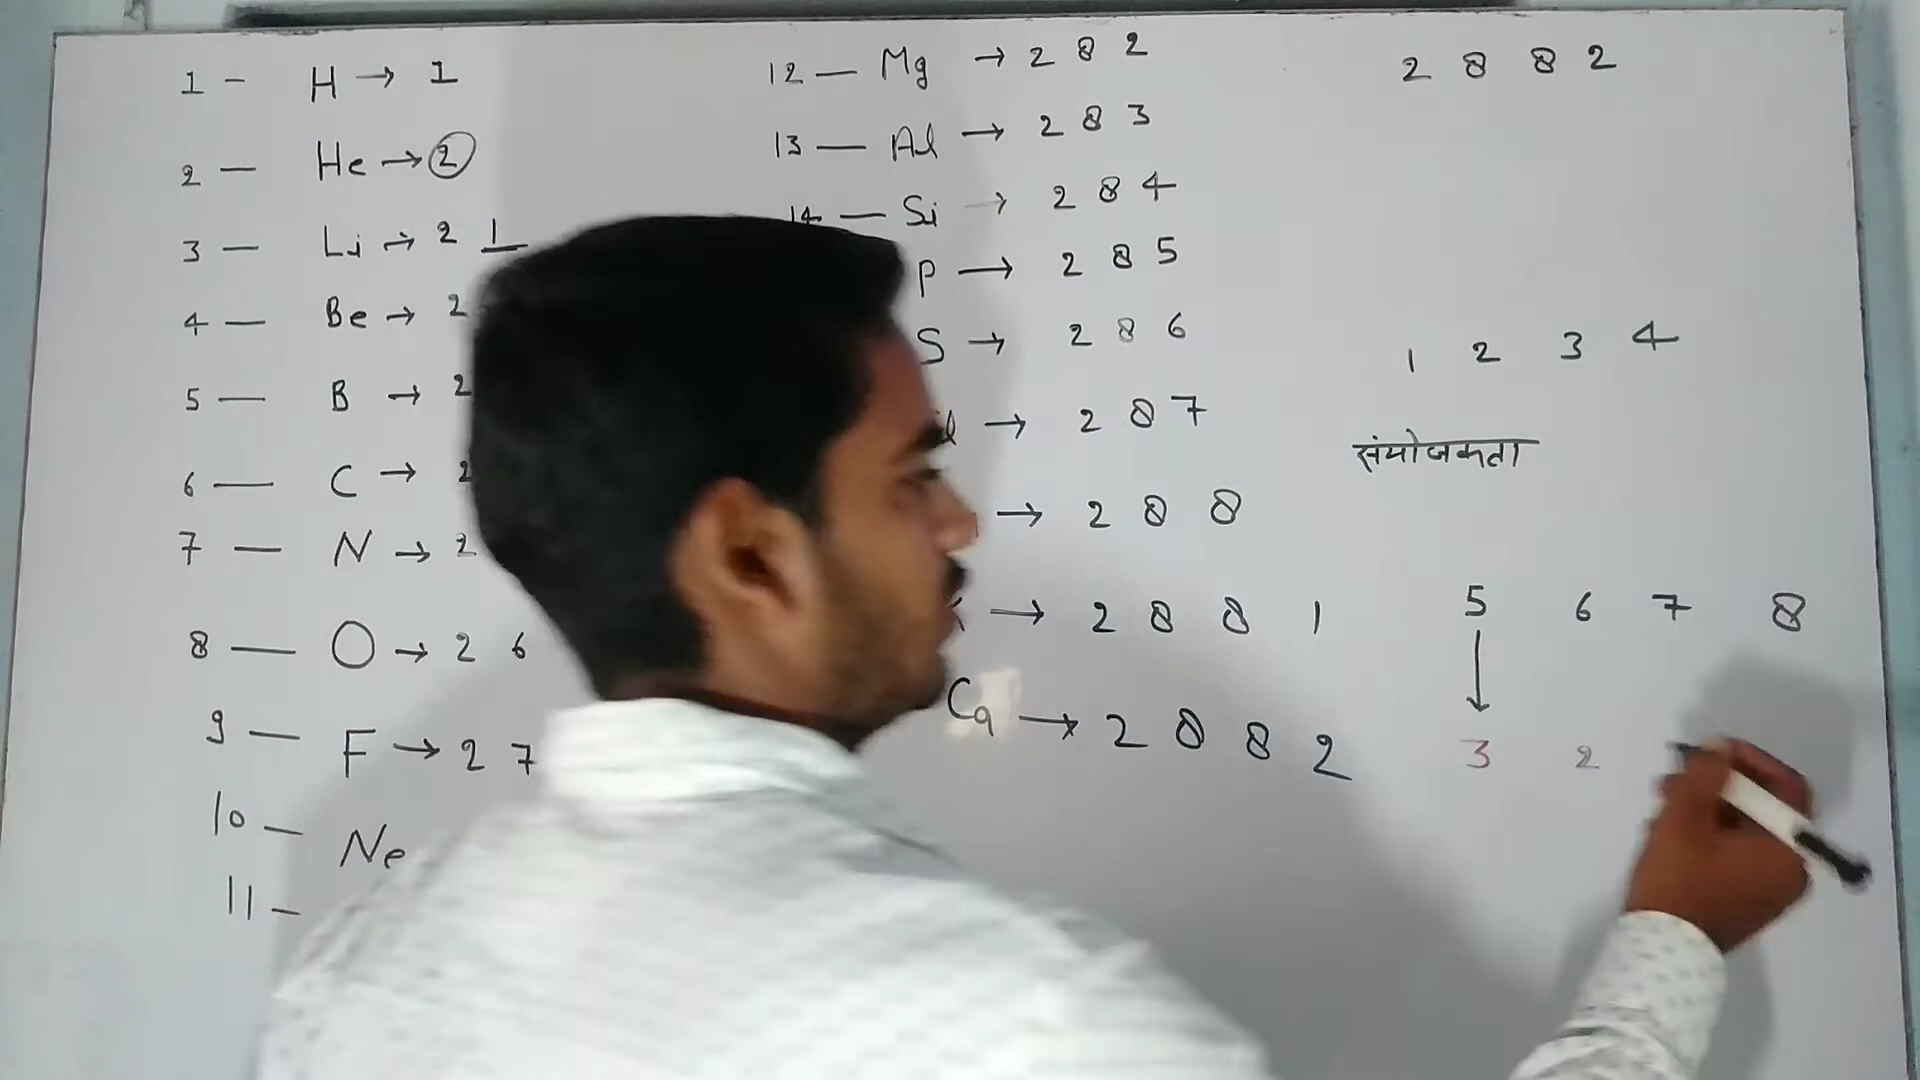 1 – H → 1
2 — He → 2
3 — Li → 2 1
4 — Be → 2
5 — B → 2
6 — C → 2
7 — N → 2
8 — O → 2 6
9 — F → 2 7
10 — Ne
11 –
12 — Mg → 2 8 2
13 — Al → 2 8 3
14 — Si → 2 8 4
P → 2 8 5
S → 2 8 6
→ 2 8 7
→ 2 8 8
→ 2 8 8 1
Ca → 2 8 8 2
2 8 8 2
1 2 3 4
संयोजकता
5 6 7 8
3 2